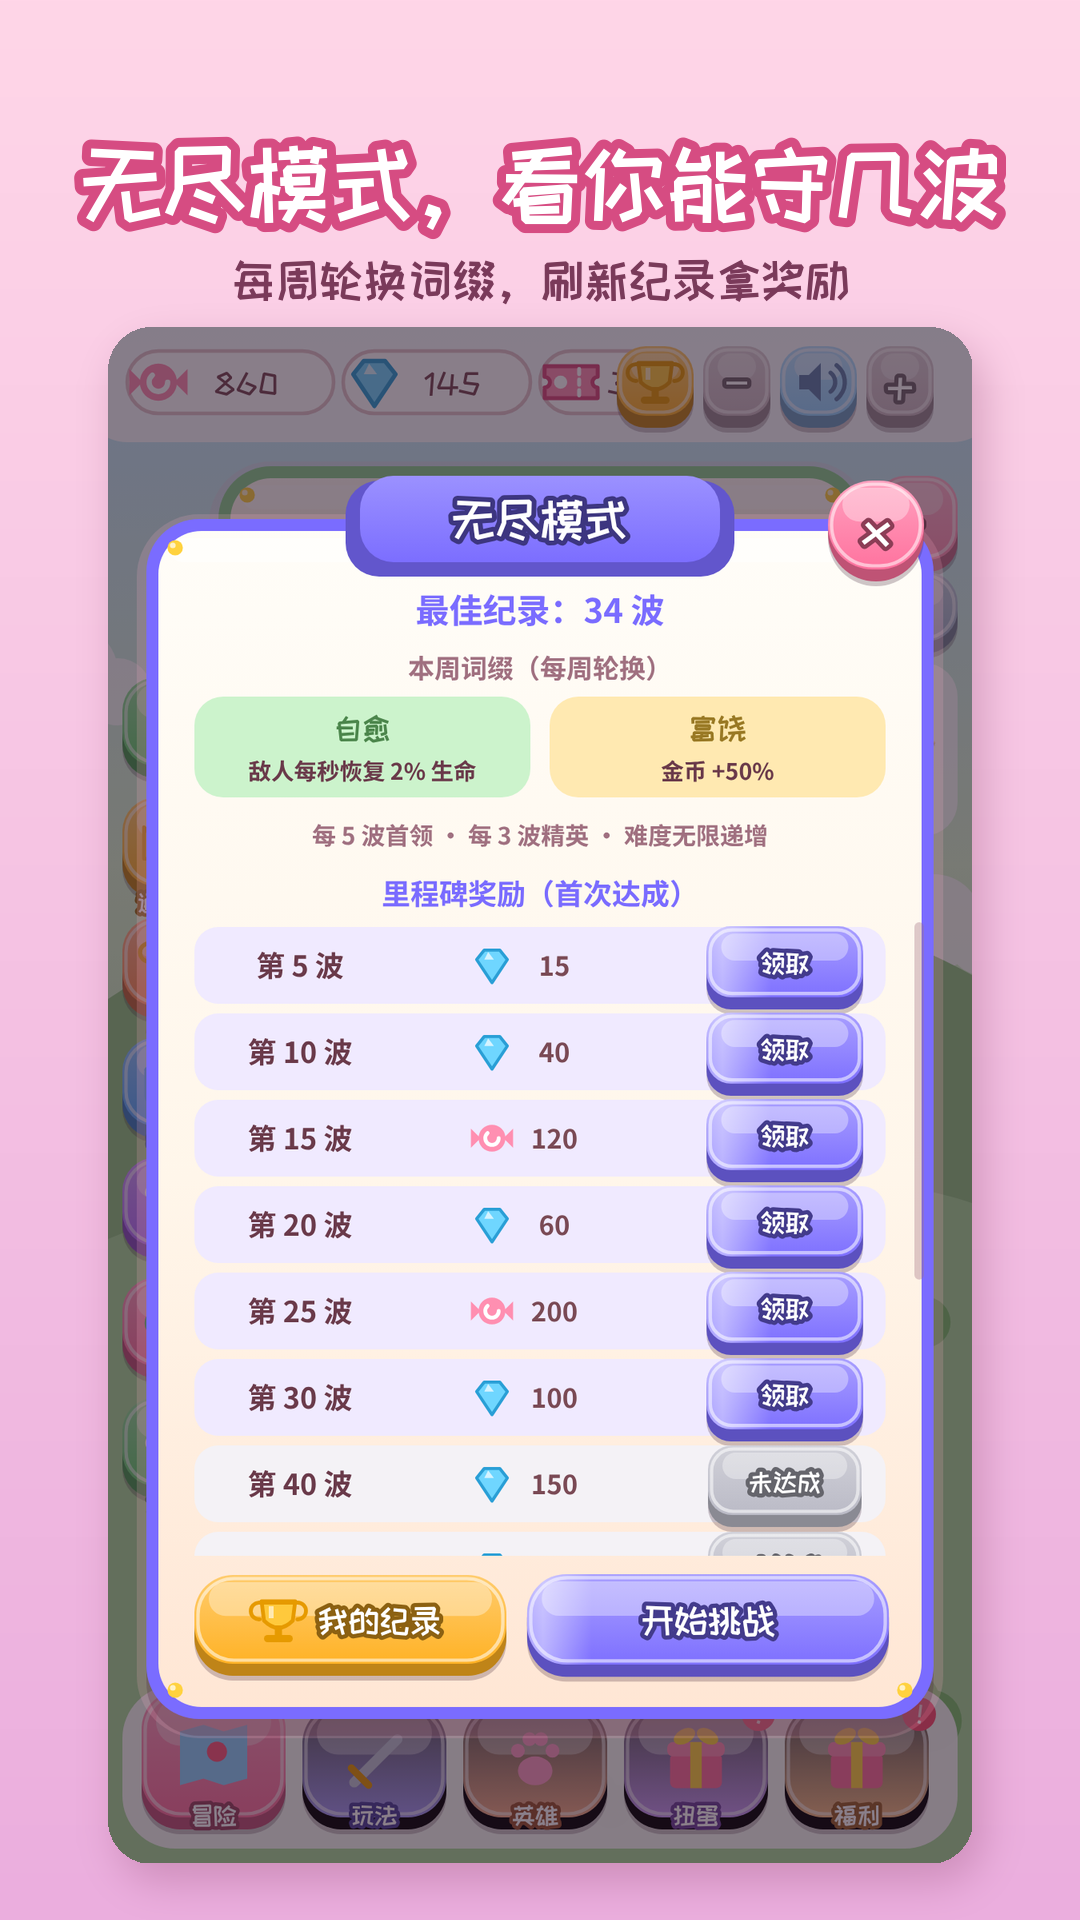 无尽模式，看你能守几波
每周轮换词缀，刷新纪录拿奖励
860 145
无尽模式
最佳纪录：34 波
本周词缀（每周轮换）
自愈 富饶
敌人每秒恢复 2% 生命 金币 +50%
每 5 波首领 · 每 3 波精英 · 难度无限递增
里程碑奖励（首次达成）
第 5 波 15 领取
第 10 波 40 领取
第 15 波 120 领取
第 20 波 60 领取
第 25 波 200 领取
第 30 波 100 领取
第 40 波 150 未达成
我的纪录 开始挑战
冒险 玩法 英雄 扭蛋 福利